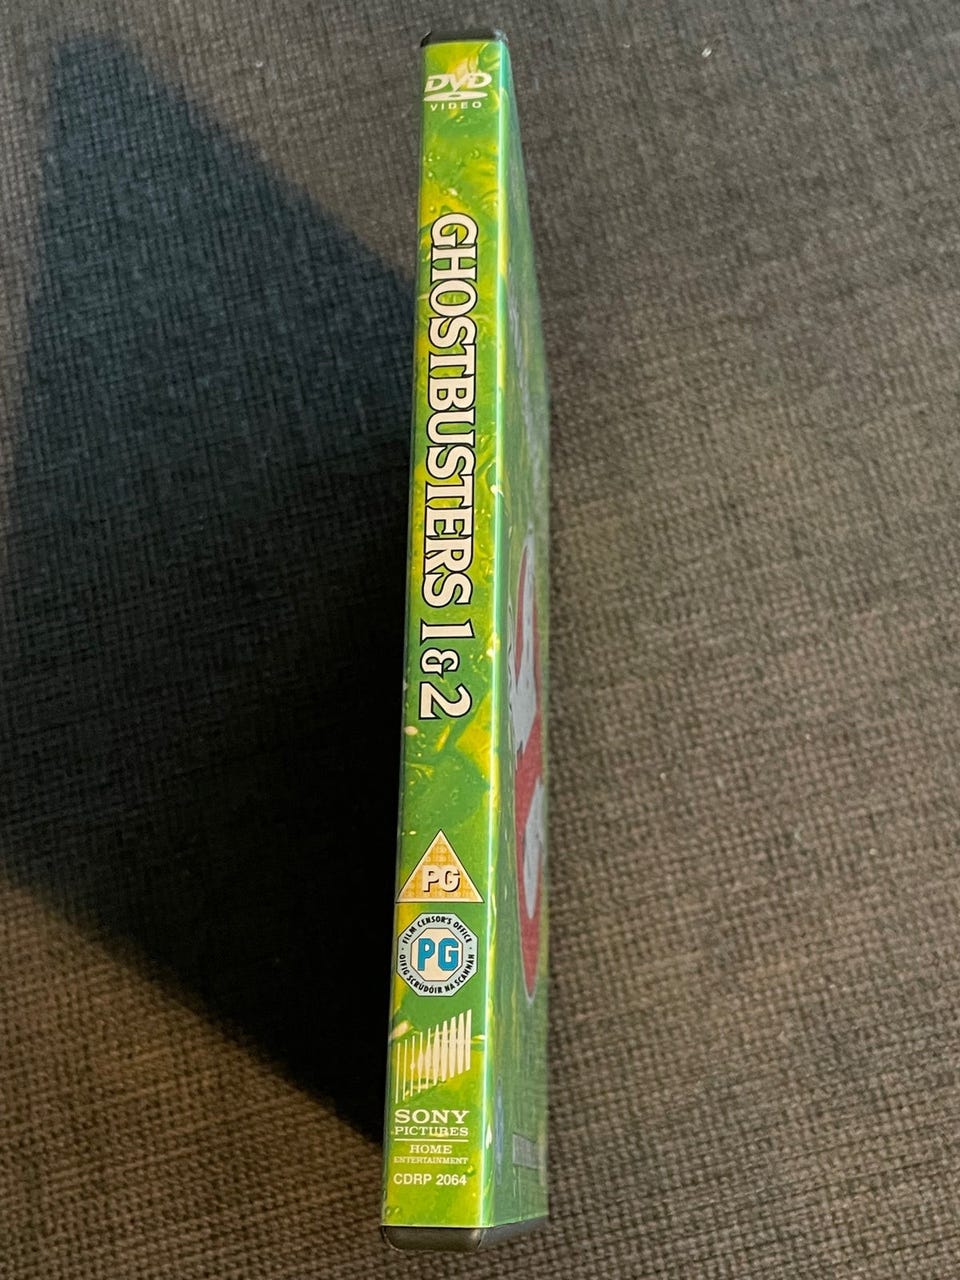 DVD
VIDEO
GHOSTBUSTERS 1 & 2
PG
FILM CENSOR'S OFFICE
PG
OIFIG SCRÚDÓIR NA SCANNÁN
SONY
PICTURES
HOME
ENTERTAINMENT
CDRP 2064